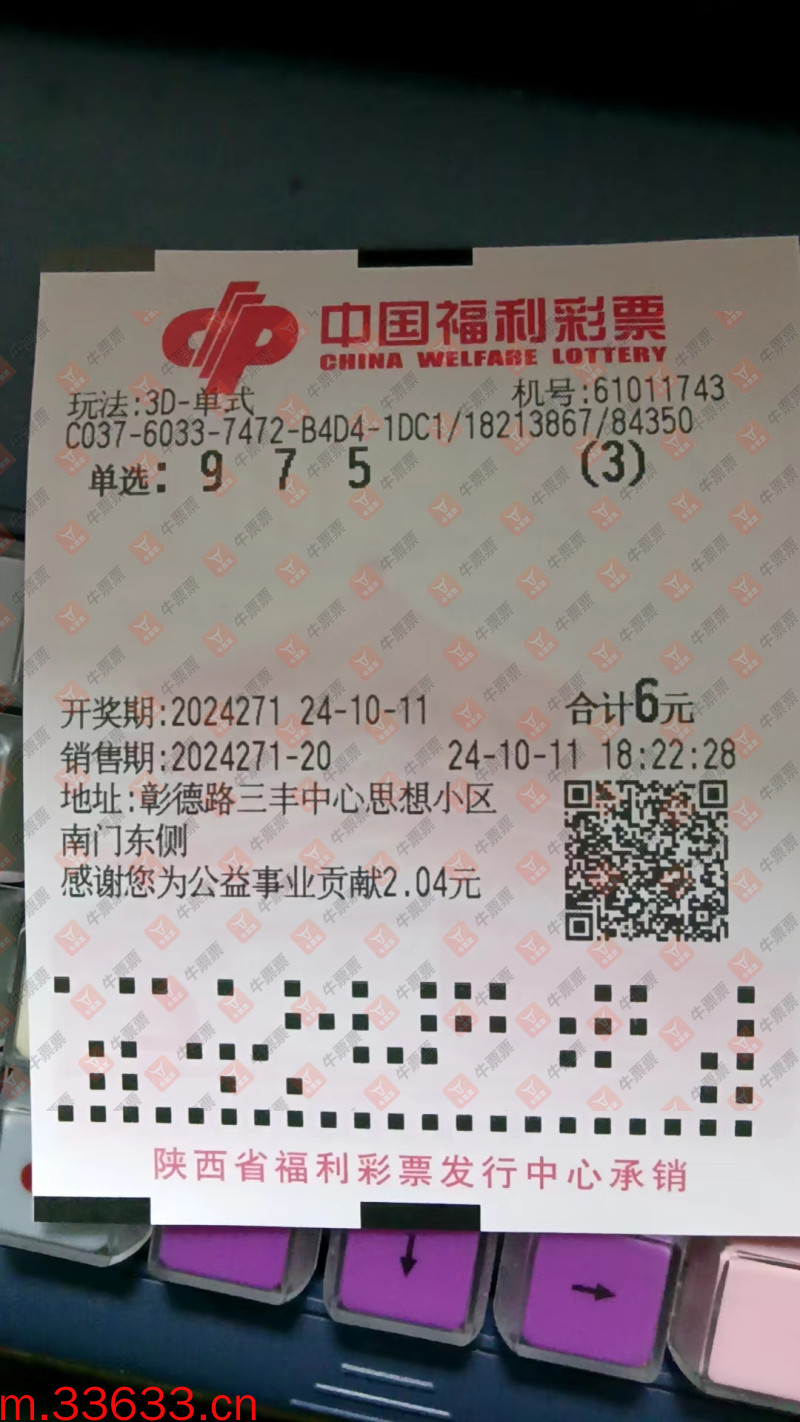 中国福利彩票
CHINA WELFARE LOTTERY
玩法:3D-单式 机号:61011743
C037-6033-7472-B4D4-1DC1/18213867/84350
单选: 9 7 5 (3)
开奖期:2024271 24-10-11 合计6元
销售期:2024271-20 24-10-11 18:22:28
地址:彰德路三丰中心思想小区
南门东侧
感谢您为公益事业贡献2.04元
陕西省福利彩票发行中心承销
牛票票
m.33633.cn